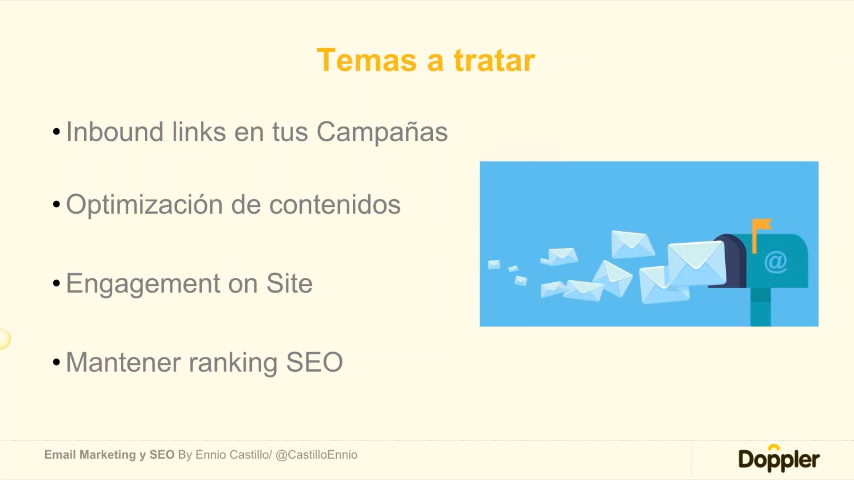 Temas a tratar
• Inbound links en tus Campañas
• Optimización de contenidos
• Engagement on Site
• Mantener ranking SEO
@
Email Marketing y SEO By Ennio Castillo/ @CastilloEnnio
Doppler